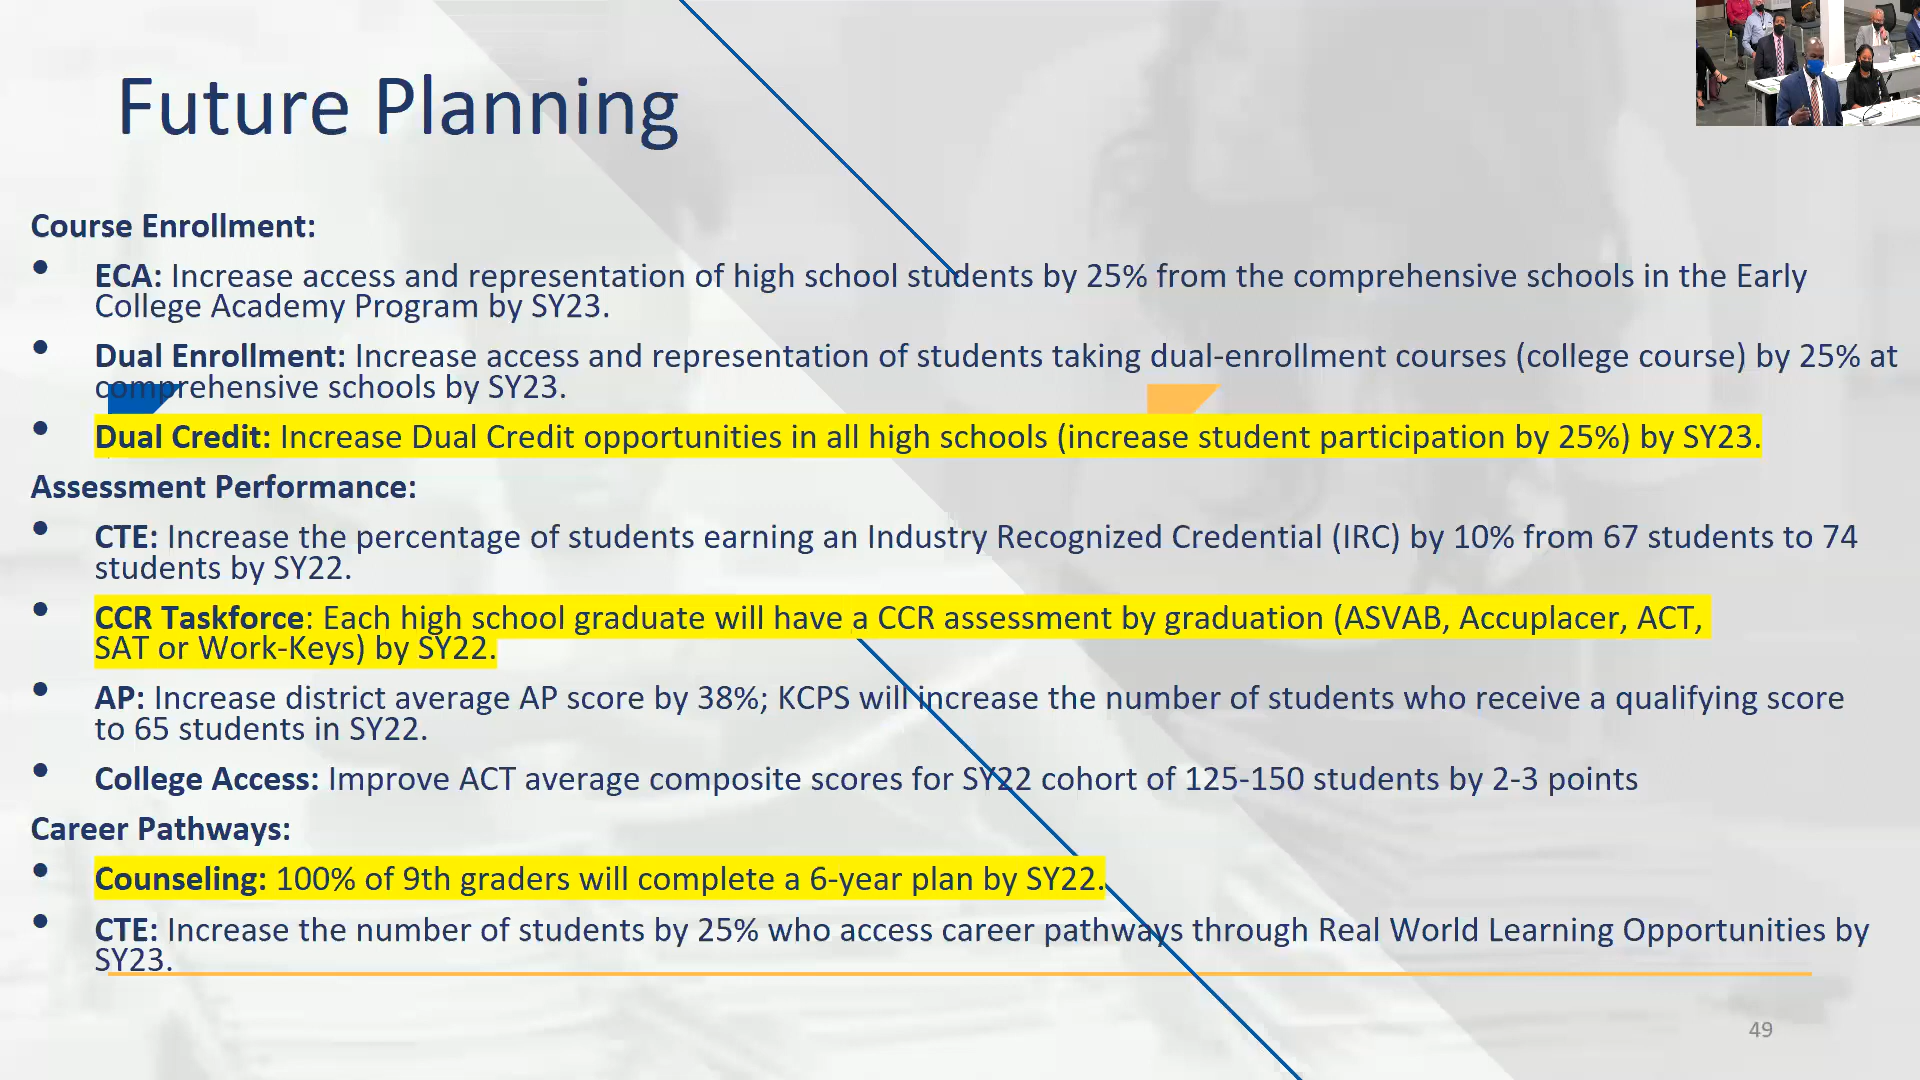 Future Planning
Course Enrollment:
• ECA: Increase access and representation of high school students by 25% from the comprehensive schools in the Early
College Academy Program by SY23.
• Dual Enrollment: Increase access and representation of students taking dual-enrollment courses (college course) by 25% at
comprehensive schools by SY23.
• Dual Credit: Increase Dual Credit opportunities in all high schools (increase student participation by 25%) by SY23.
Assessment Performance:
• CTE: Increase the percentage of students earning an Industry Recognized Credential (IRC) by 10% from 67 students to 74
students by SY22.
• CCR Taskforce: Each high school graduate will have a CCR assessment by graduation (ASVAB, Accuplacer, ACT,
SAT or Work-Keys) by SY22.
• AP: Increase district average AP score by 38%; KCPS will increase the number of students who receive a qualifying score
to 65 students in SY22.
• College Access: Improve ACT average composite scores for SY22 cohort of 125-150 students by 2-3 points
Career Pathways:
• Counseling: 100% of 9th graders will complete a 6-year plan by SY22.
• CTE: Increase the number of students by 25% who access career pathways through Real World Learning Opportunities by
SY23.
49